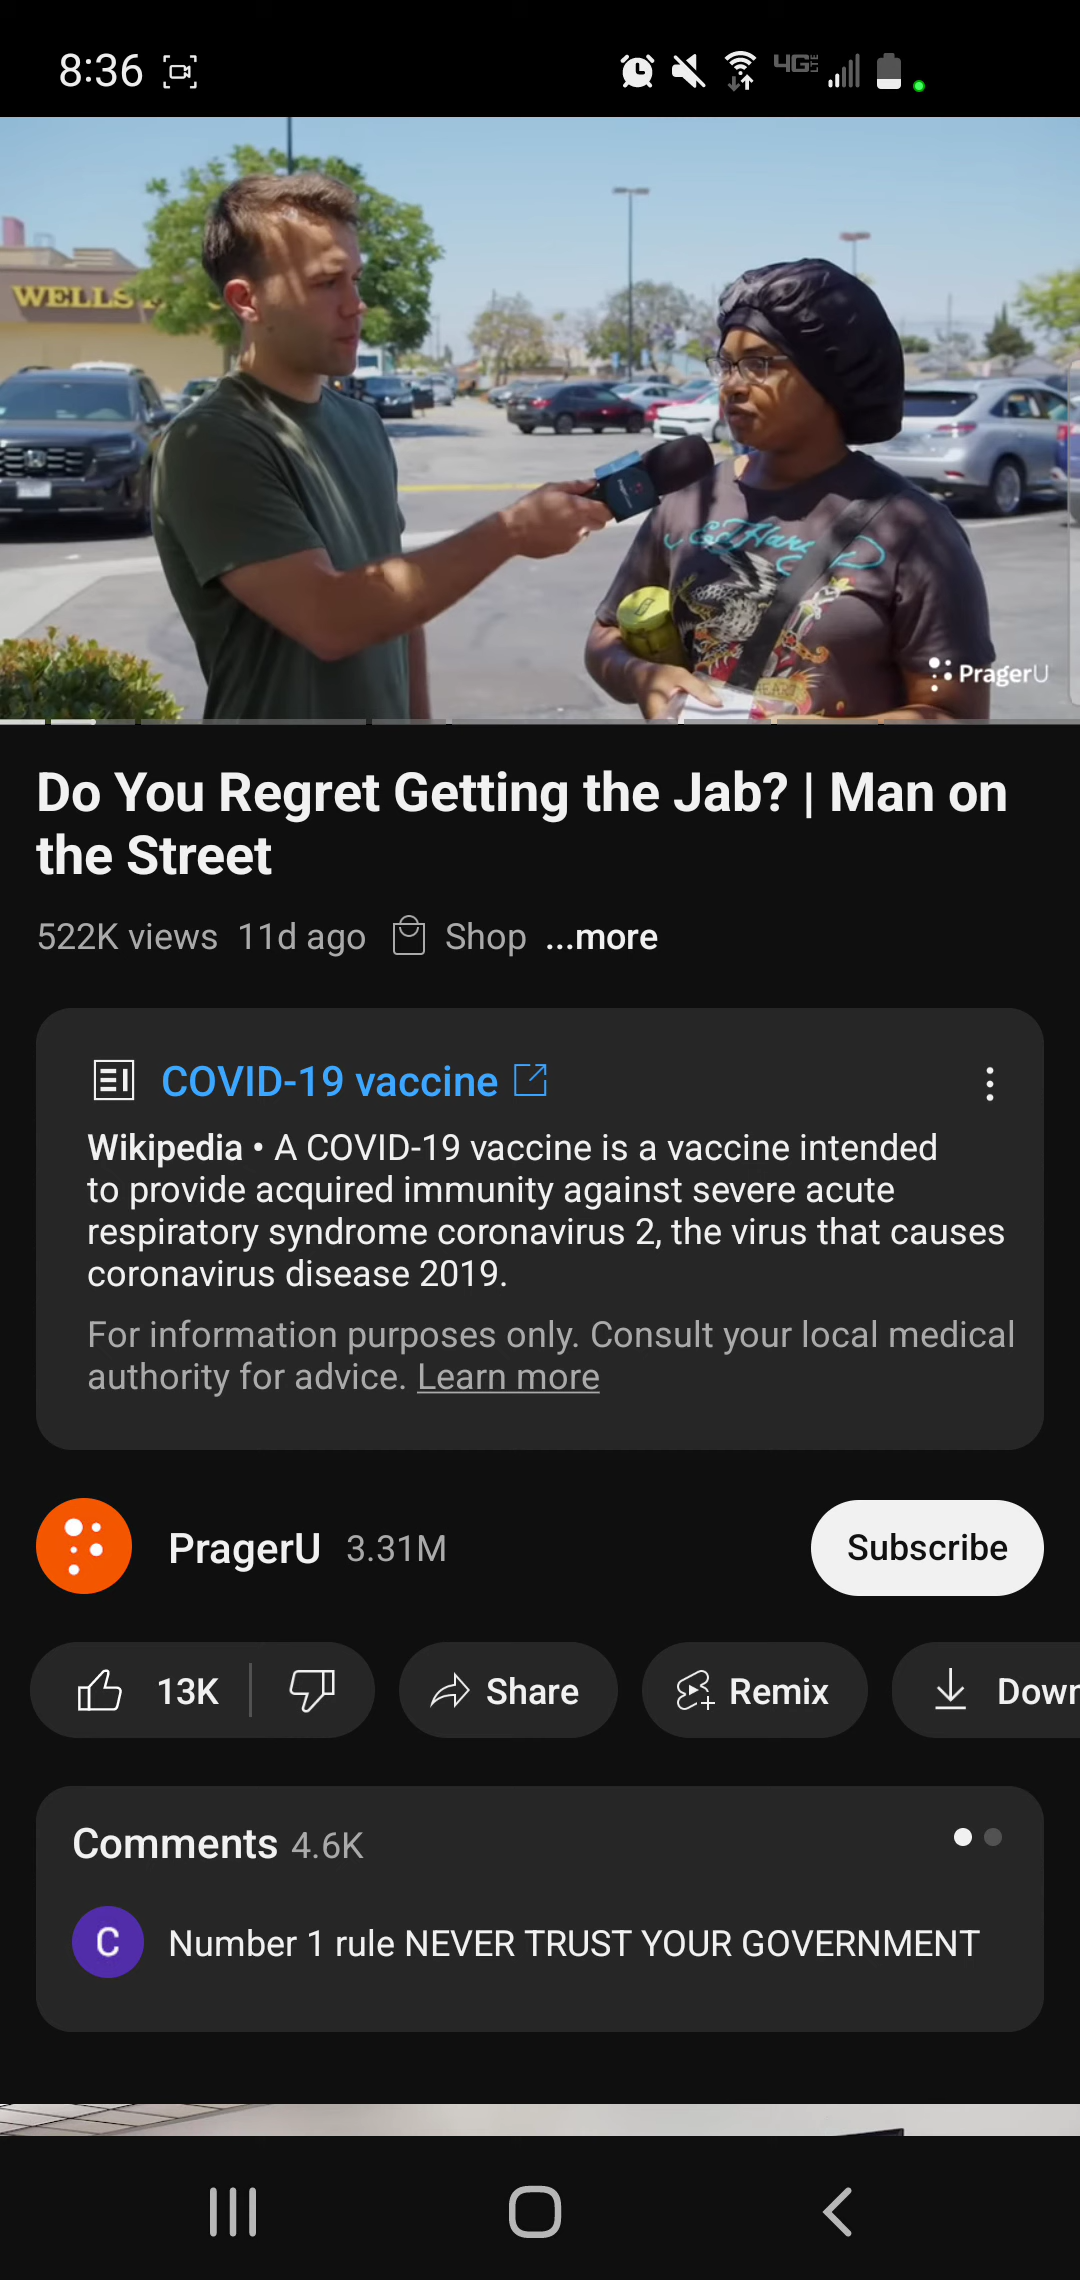 8:36
4G LTE
WELLS
Ed Hardy
PragerU
Do You Regret Getting the Jab? | Man on
the Street
522K views 11d ago Shop ...more
COVID-19 vaccine
Wikipedia • A COVID-19 vaccine is a vaccine intended
to provide acquired immunity against severe acute
respiratory syndrome coronavirus 2, the virus that causes
coronavirus disease 2019.
For information purposes only. Consult your local medical
authority for advice. Learn more
PragerU 3.31M
Subscribe
13K
Share
Remix
Down
Comments 4.6K
C
Number 1 rule NEVER TRUST YOUR GOVERNMENT